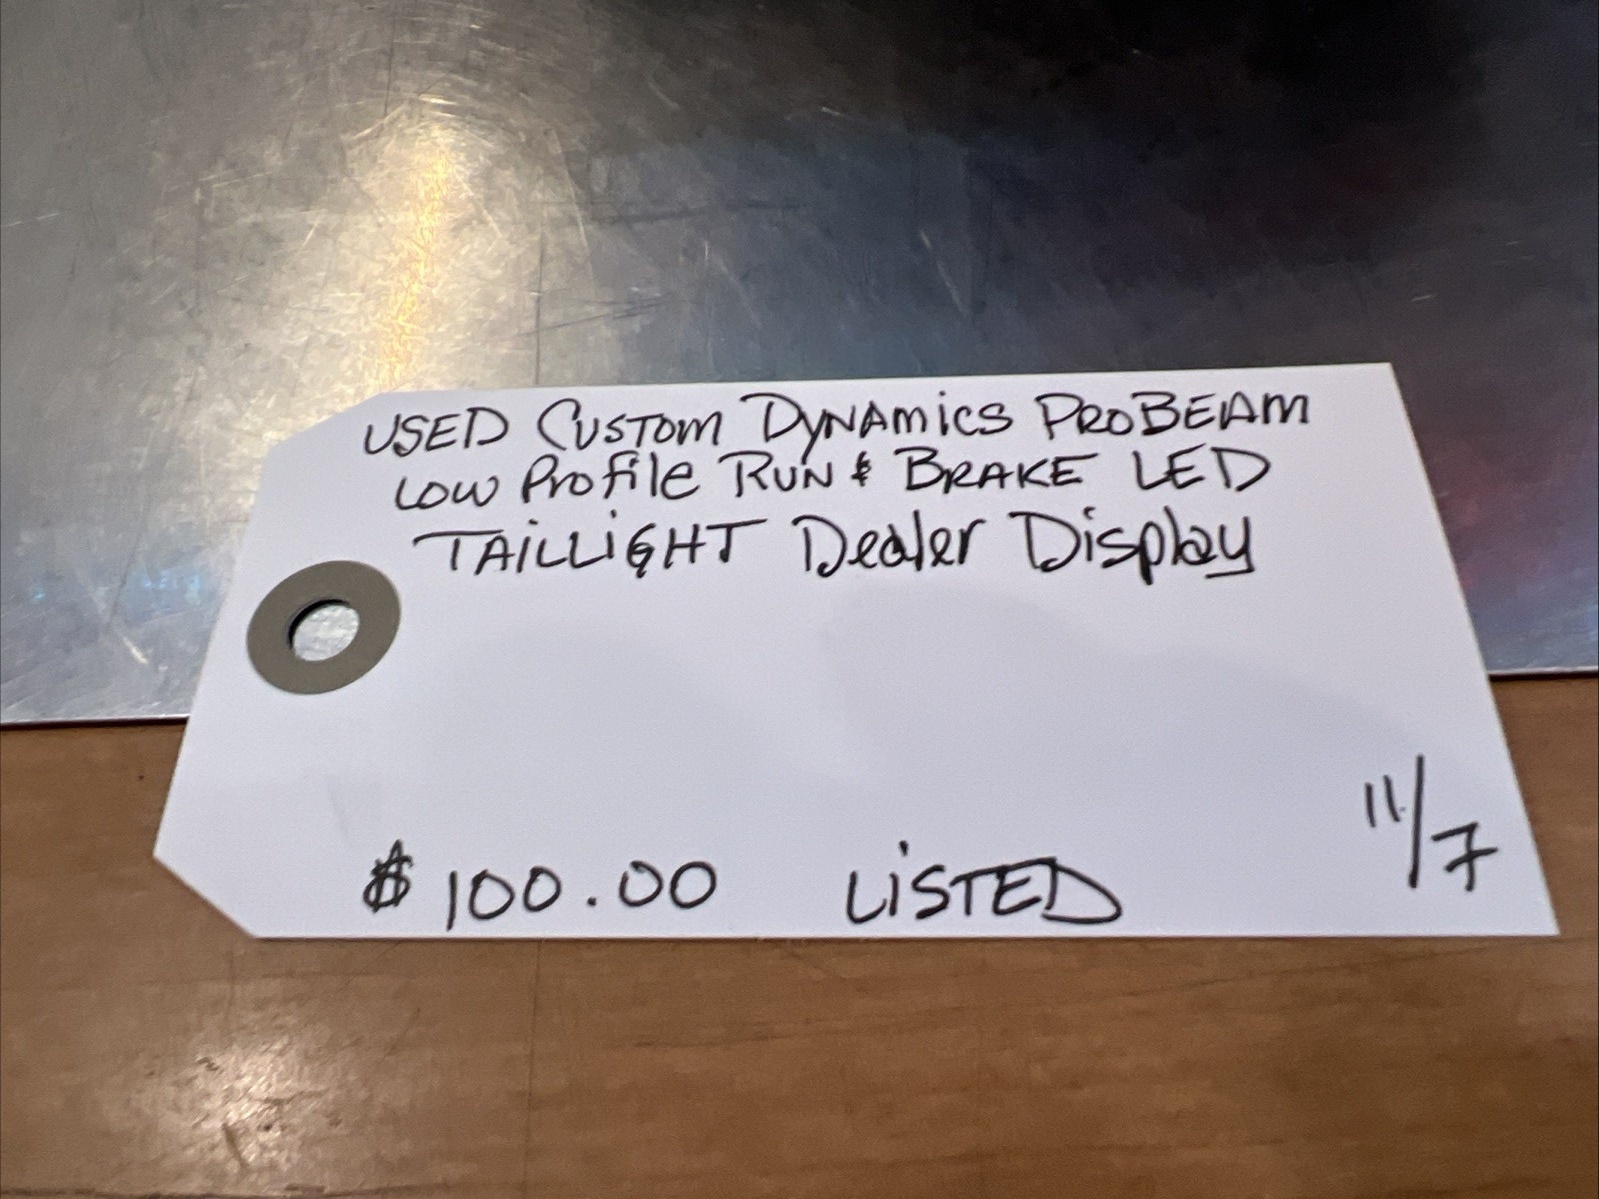 USED CUSTOM DYNAMICS PROBEAM
LOW PROFILE RUN & BRAKE LED
TAILLIGHT Dealer Display
$100.00 LISTED 11/7